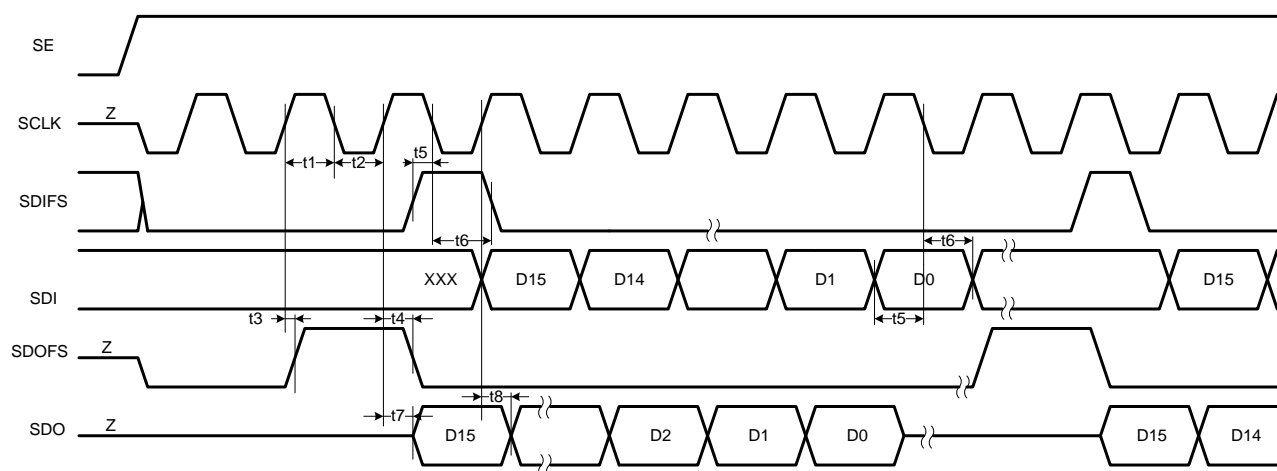 SE
SCLK Z
t1 t2 t5
SDIFS
t6 t6
SDI XXX D15 D14 D1 D0 D15
t3 t4 t5
SDOFS Z
t7 t8
SDO Z D15 D2 D1 D0 D15 D14